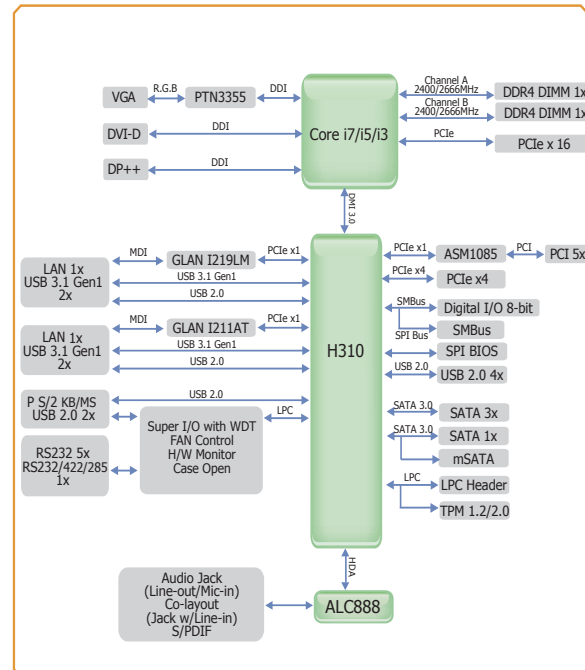 VGA
R.G.B
PTN3355
DDI
DVI-D
DDI
DP++
DDI
Core i7/i5/i3
Channel A
2400/2666MHz
DDR4 DIMM 1x
Channel B
2400/2666MHz
DDR4 DIMM 1x
PCIe
PCIe x 16
DMI 3.0
LAN 1x
USB 3.1 Gen1
2x
MDI
GLAN I219LM
PCIe x1
USB 3.1 Gen1
USB 2.0
LAN 1x
USB 3.1 Gen1
2x
MDI
GLAN I211AT
PCIe x1
USB 3.1 Gen1
USB 2.0
P S/2 KB/MS
USB 2.0 2x
USB 2.0
Super I/O with WDT
FAN Control
H/W Monitor
Case Open
LPC
RS232 5x
RS232/422/285
1x
H310
PCIe x1
ASM1085
PCI
PCI 5x
PCIe x4
PCIe x4
SMBus
Digital I/O 8-bit
SMBus
SPI Bus
SPI BIOS
USB 2.0
USB 2.0 4x
SATA 3.0
SATA 3x
SATA 3.0
SATA 1x
mSATA
LPC
LPC Header
TPM 1.2/2.0
HDA
Audio Jack
(Line-out/Mic-in)
Co-layout
(Jack w/Line-in)
S/PDIF
ALC888